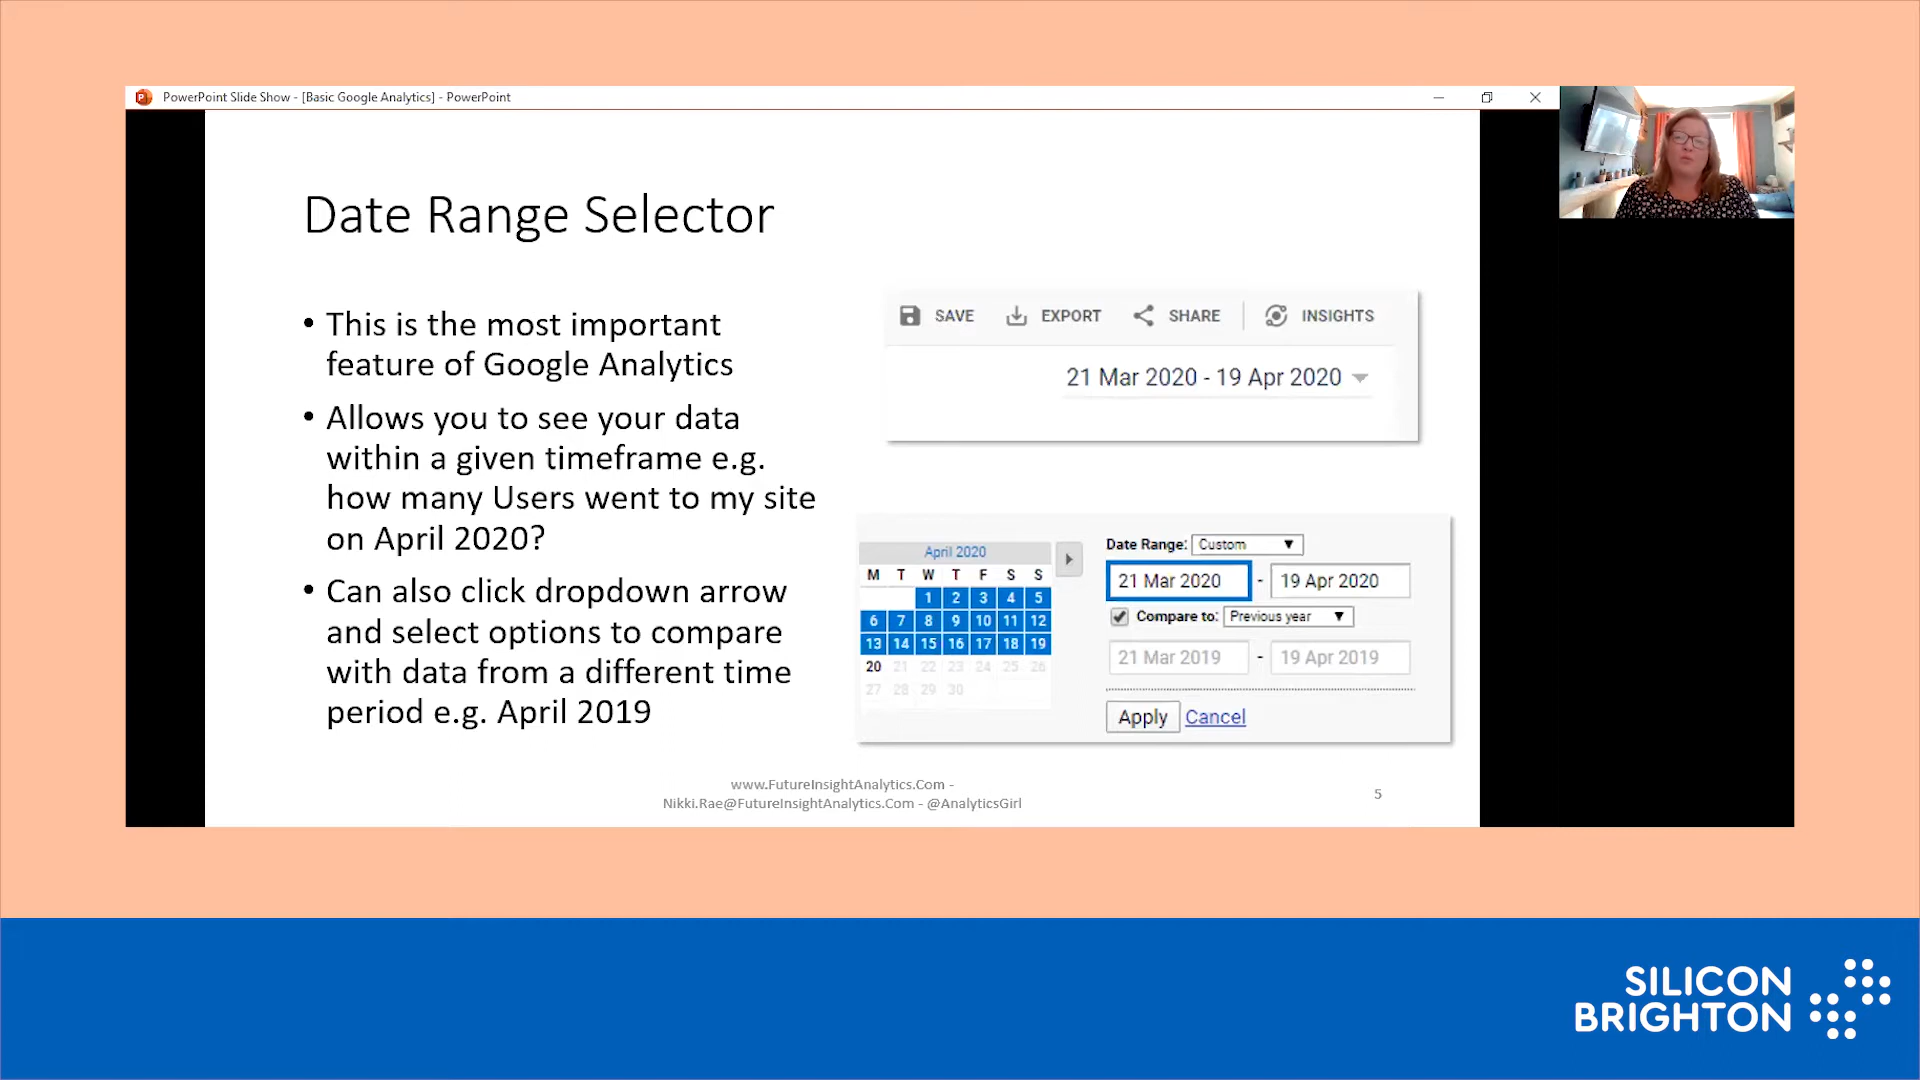 PowerPoint Slide Show - [Basic Google Analytics] - PowerPoint
Date Range Selector
• This is the most important
feature of Google Analytics
• Allows you to see your data
within a given timeframe e.g.
how many Users went to my site
on April 2020?
• Can also click dropdown arrow
and select options to compare
with data from a different time
period e.g. April 2019
SAVE EXPORT SHARE INSIGHTS
21 Mar 2020 - 19 Apr 2020
April 2020
M T W T F S S
1 2 3 4 5
6 7 8 9 10 11 12
13 14 15 16 17 18 19
20 21 22 23 24 25 26
27 28 29 30
Date Range: Custom
21 Mar 2020 - 19 Apr 2020
Compare to: Previous year
21 Mar 2019 - 19 Apr 2019
Apply Cancel
www.FutureInsightAnalytics.Com -
Nikki.Rae@FutureInsightAnalytics.Com - @AnalyticsGirl
5
SILICON
BRIGHTON